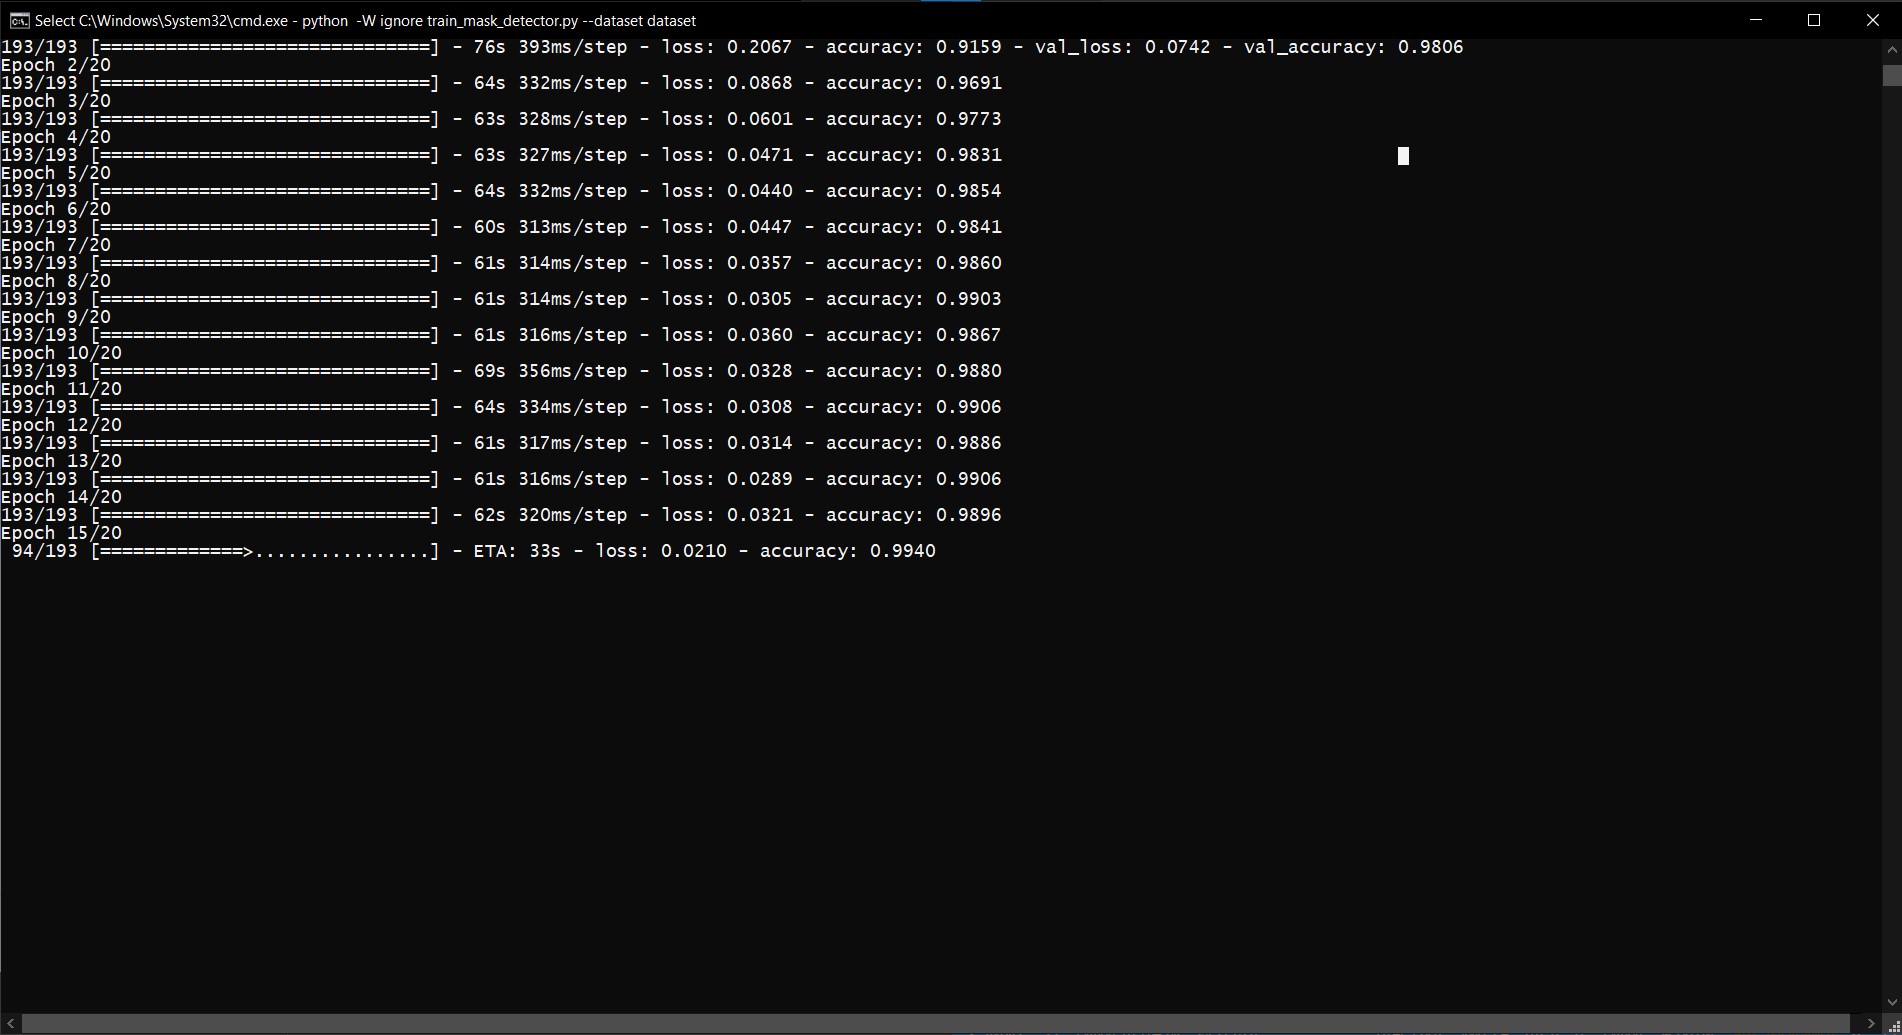 Select C:\Windows\System32\cmd.exe - python  -W ignore train_mask_detector.py --dataset dataset
193/193 [==============================] - 76s 393ms/step - loss: 0.2067 - accuracy: 0.9159 - val_loss: 0.0742 - val_accuracy: 0.9806
Epoch 2/20
193/193 [==============================] - 64s 332ms/step - loss: 0.0868 - accuracy: 0.9691
Epoch 3/20
193/193 [==============================] - 63s 328ms/step - loss: 0.0601 - accuracy: 0.9773
Epoch 4/20
193/193 [==============================] - 63s 327ms/step - loss: 0.0471 - accuracy: 0.9831
Epoch 5/20
193/193 [==============================] - 64s 332ms/step - loss: 0.0440 - accuracy: 0.9854
Epoch 6/20
193/193 [==============================] - 60s 313ms/step - loss: 0.0447 - accuracy: 0.9841
Epoch 7/20
193/193 [==============================] - 61s 314ms/step - loss: 0.0357 - accuracy: 0.9860
Epoch 8/20
193/193 [==============================] - 61s 314ms/step - loss: 0.0305 - accuracy: 0.9903
Epoch 9/20
193/193 [==============================] - 61s 316ms/step - loss: 0.0360 - accuracy: 0.9867
Epoch 10/20
193/193 [==============================] - 69s 356ms/step - loss: 0.0328 - accuracy: 0.9880
Epoch 11/20
193/193 [==============================] - 64s 334ms/step - loss: 0.0308 - accuracy: 0.9906
Epoch 12/20
193/193 [==============================] - 61s 317ms/step - loss: 0.0314 - accuracy: 0.9886
Epoch 13/20
193/193 [==============================] - 61s 316ms/step - loss: 0.0289 - accuracy: 0.9906
Epoch 14/20
193/193 [==============================] - 62s 320ms/step - loss: 0.0321 - accuracy: 0.9896
Epoch 15/20
 94/193 [=============>................] - ETA: 33s - loss: 0.0210 - accuracy: 0.9940